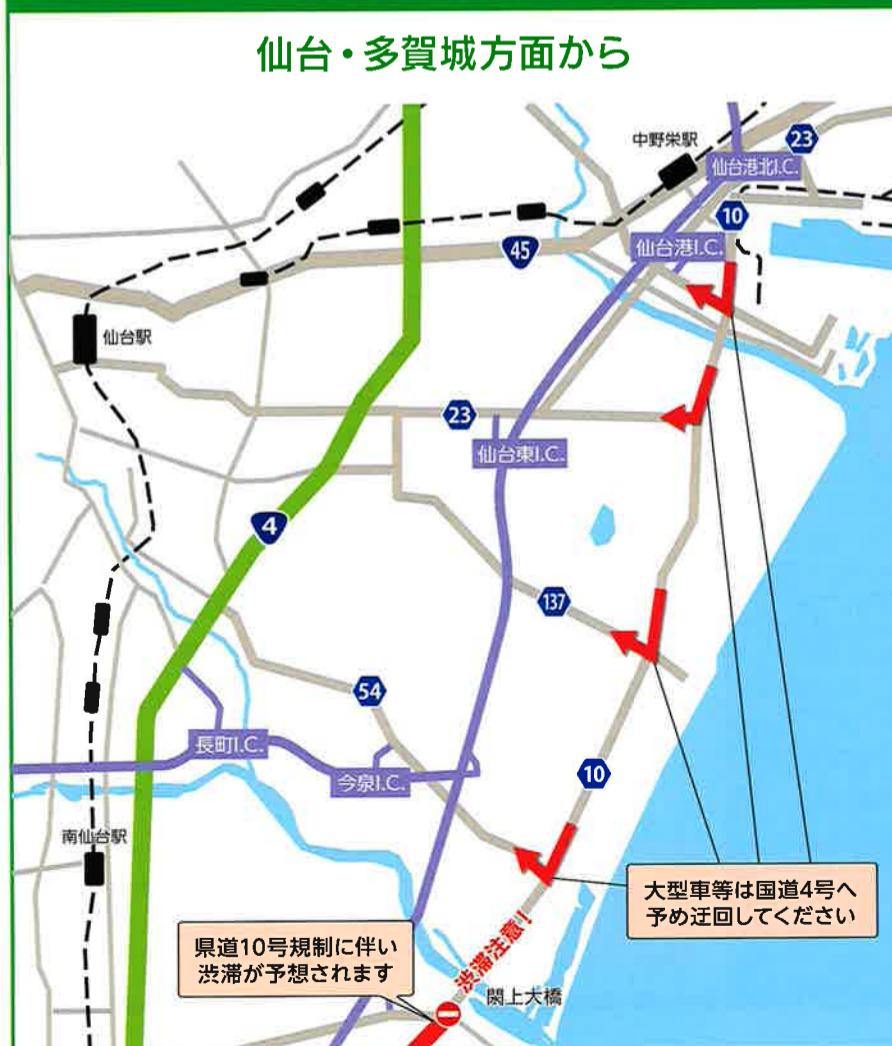 仙台・多賀城方面から
中野栄駅
23
仙台港北I.C.
10
仙台港I.C.
45
仙台駅
23
仙台東I.C.
4
137
54
長町I.C.
今泉I.C.
10
南仙台駅
大型車等は国道4号へ
予め迂回してください
渋滞注意!
県道10号規制に伴い
渋滞が予想されます
閖上大橋